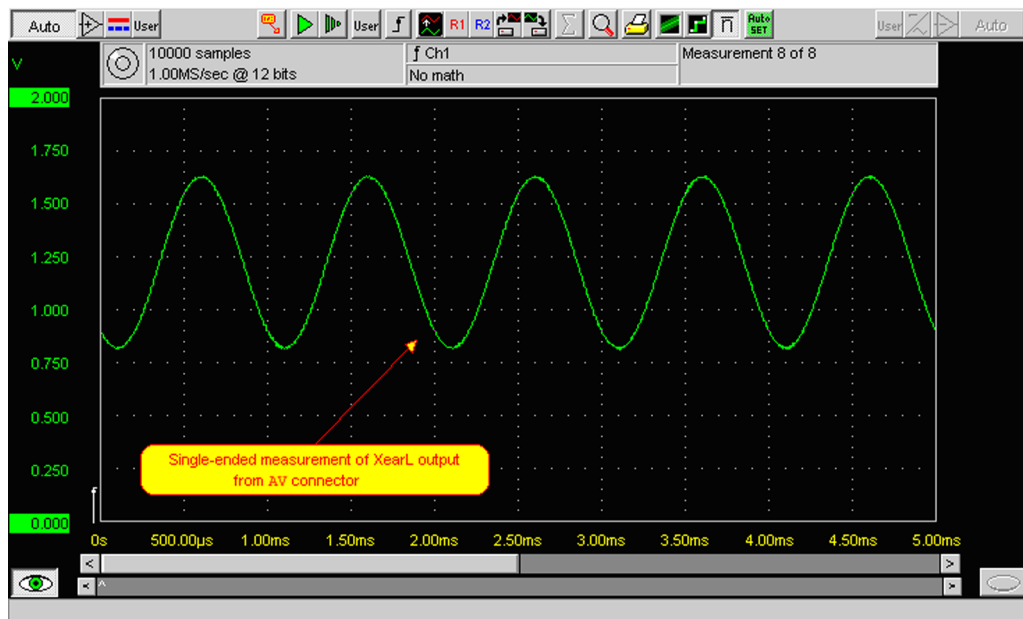 Auto User User R1 R2 Auto SET User Auto
10000 samples
1.00MS/sec @ 12 bits
ƒ Ch1
No math
Measurement 8 of 8
V
2.000
1.750
1.500
1.250
1.000
0.750
0.500
0.250
0.000
Single-ended measurement of XearL output
from AV connector
0s 500.00µs 1.00ms 1.50ms 2.00ms 2.50ms 3.00ms 3.50ms 4.00ms 4.50ms 5.00ms